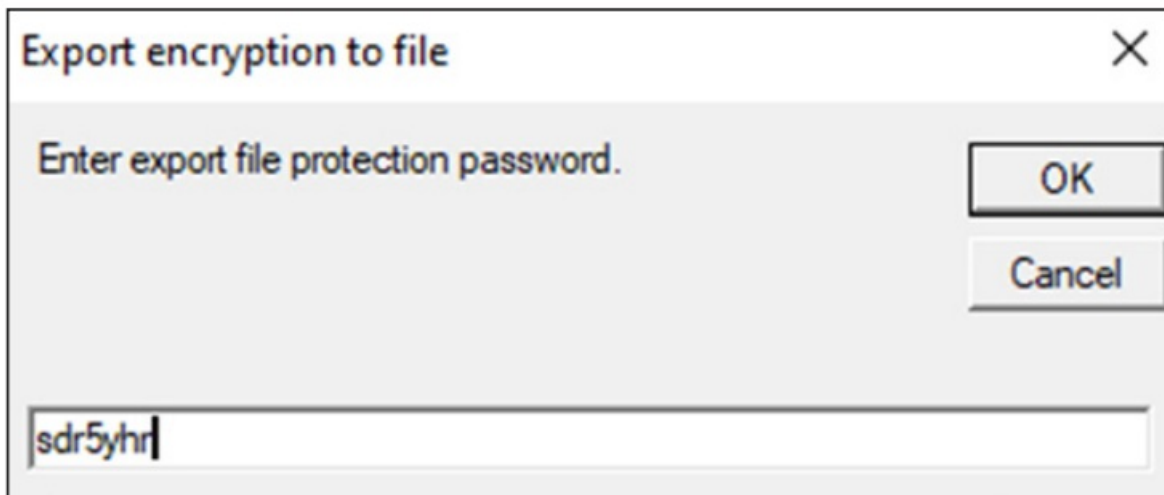 Export encryption to file
Enter export file protection password.
OK
Cancel
sdr5yhr